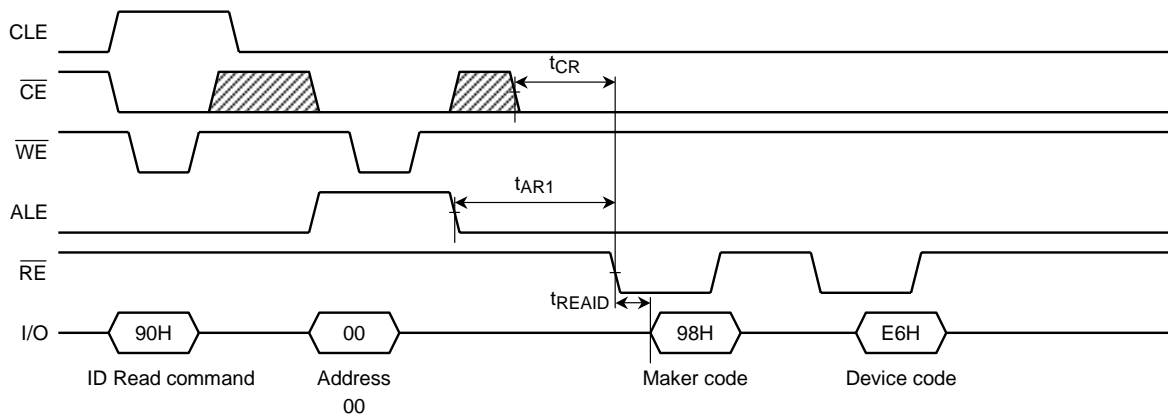 CLE
tCR
CE
WE
tAR1
ALE
RE
tREAID
I/O
90H
00
98H
E6H
ID Read command
Address
00
Maker code
Device code